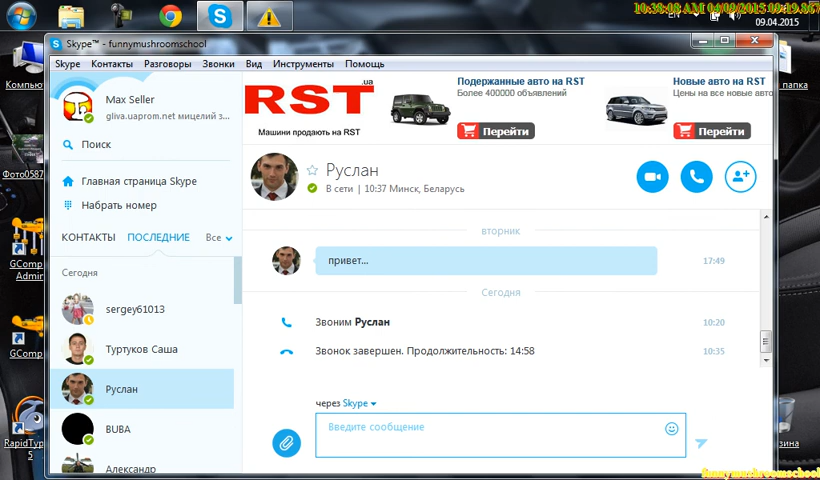 10:38:08 AM 04/09/2015
EN
09.04.2015
Skype™ - funnymushroomschool
Skype Контакты Разговоры Звонки Вид Инструменты Помощь
Компью
Фото0587
GComp
Admir
GComp
RapidTyp
5
папка
зина
Max Seller
gliva.uaprom.net мицелий з...
Поиск
Главная страница Skype
Набрать номер
КОНТАКТЫ ПОСЛЕДНИЕ Все
Сегодня
sergey61013
Туртуков Саша
Руслан
BUBA
Александр
RST .ua
Машини продають на RST
Подержанные авто на RST
Более 400000 объявлений
Перейти
Новые авто на RST
Цены на все новые авто
Перейти
Руслан
В сети | 10:37 Минск, Беларусь
вторник
привет... 17:49
Сегодня
Звоним Руслан 10:20
Звонок завершен. Продолжительность: 14:58 10:35
через Skype
Введите сообщение
funnymushroomschool